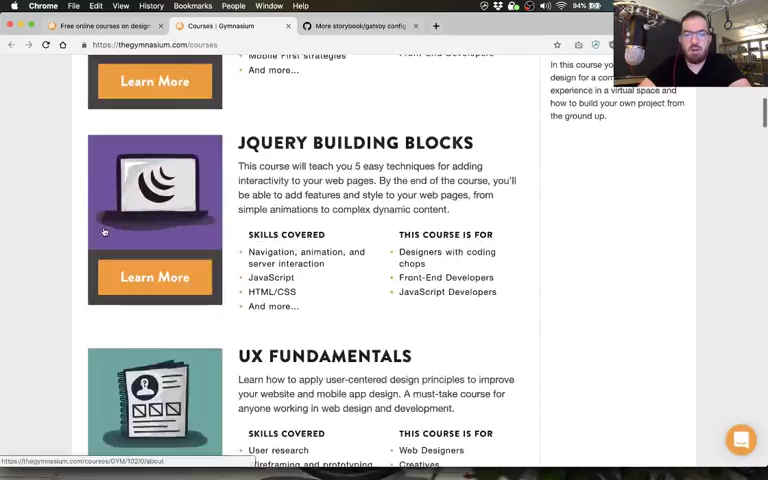 Chrome File Edit View History Bookmarks People Window Help 94%
Free online courses on design
Courses | Gymnasium
More storybook/gatsby config
https://thegymnasium.com/courses
Mobile First strategies
And more...
Learn More
In this course yo
design for a com
experience in a virtual space and
how to build your own project from
the ground up.
JQUERY BUILDING BLOCKS
This course will teach you 5 easy techniques for adding
interactivity to your web pages. By the end of the course, you'll
be able to add features and style to your web pages, from
simple animations to complex dynamic content.
SKILLS COVERED
Navigation, animation, and
server interaction
JavaScript
HTML/CSS
And more...
THIS COURSE IS FOR
Designers with coding
chops
Front-End Developers
JavaScript Developers
Learn More
UX FUNDAMENTALS
Learn how to apply user-centered design principles to improve
your website and mobile app design. A must-take course for
anyone working in web design and development.
SKILLS COVERED
User research
Wireframing and prototyping
THIS COURSE IS FOR
Web Designers
Creatives
https://thegymnasium.com/courses/GYM/102/0/about